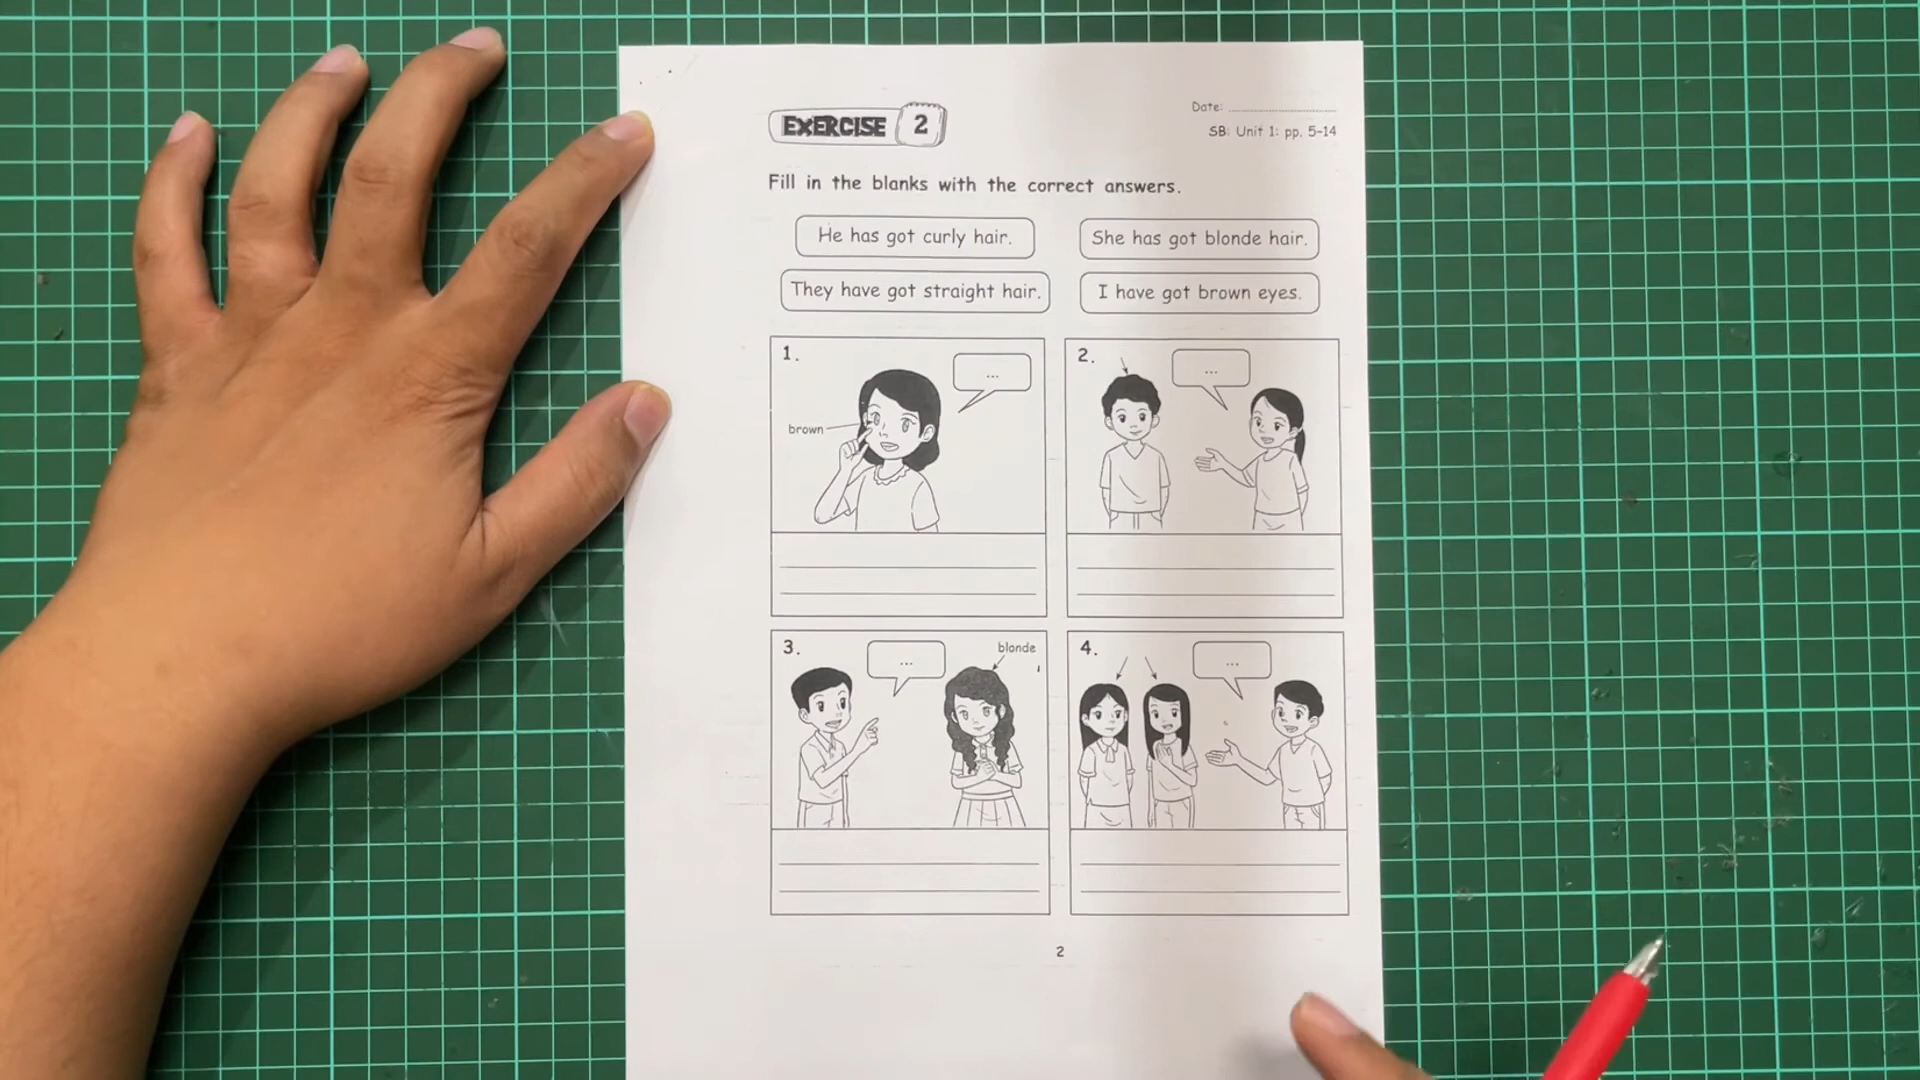 EXERCISE 2
Date:
SB: Unit 1: pp. 5-14
Fill in the blanks with the correct answers.
He has got curly hair.
She has got blonde hair.
They have got straight hair.
I have got brown eyes.
1.
...
brown
2.
...
3.
...
blonde
4.
...
2